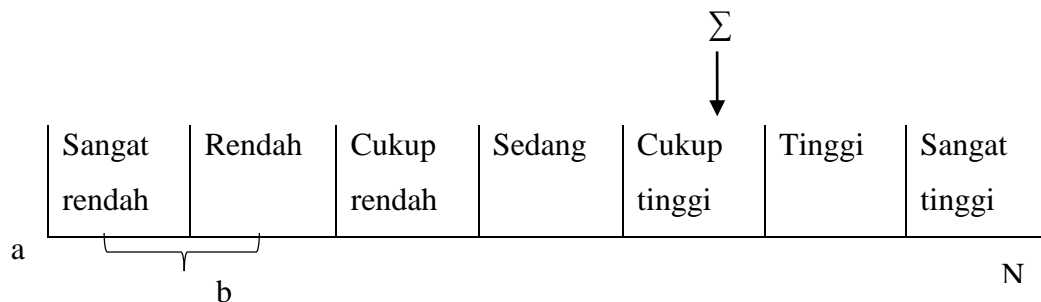 ∑
Sangat rendah
Rendah
Cukup rendah
Sedang
Cukup tinggi
Tinggi
Sangat tinggi
a
b
N